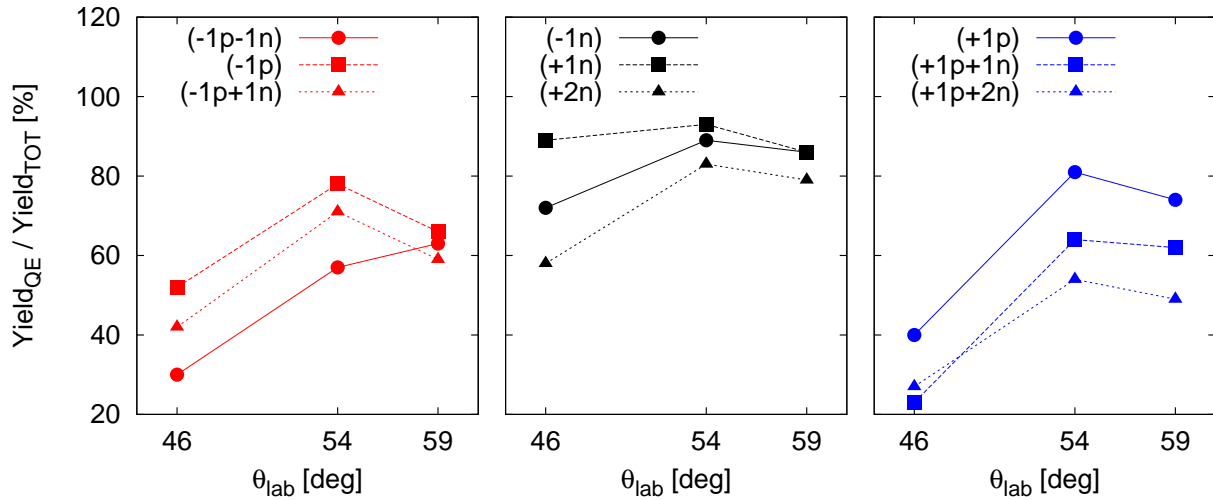 Yield_QE / Yield_TOT [%]
120
100
80
60
40
20
(-1p-1n)
(-1p)
(-1p+1n)
46
54
59
θ_lab [deg]
(-1n)
(+1n)
(+2n)
46
54
59
θ_lab [deg]
(+1p)
(+1p+1n)
(+1p+2n)
46
54
59
θ_lab [deg]